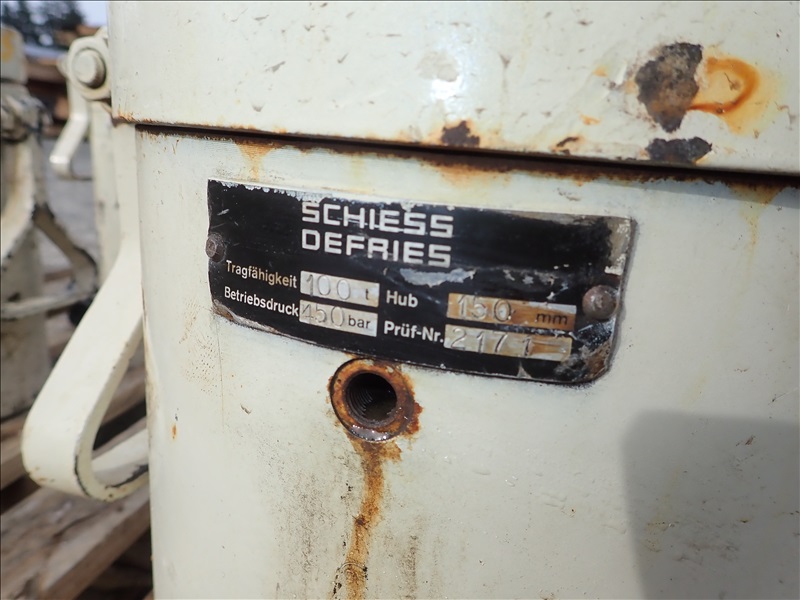 SCHIESS
DEFRIES
Tragfähigkeit 100 t Hub 150 mm
Betriebsdruck 450 bar Prüf-Nr. 2171